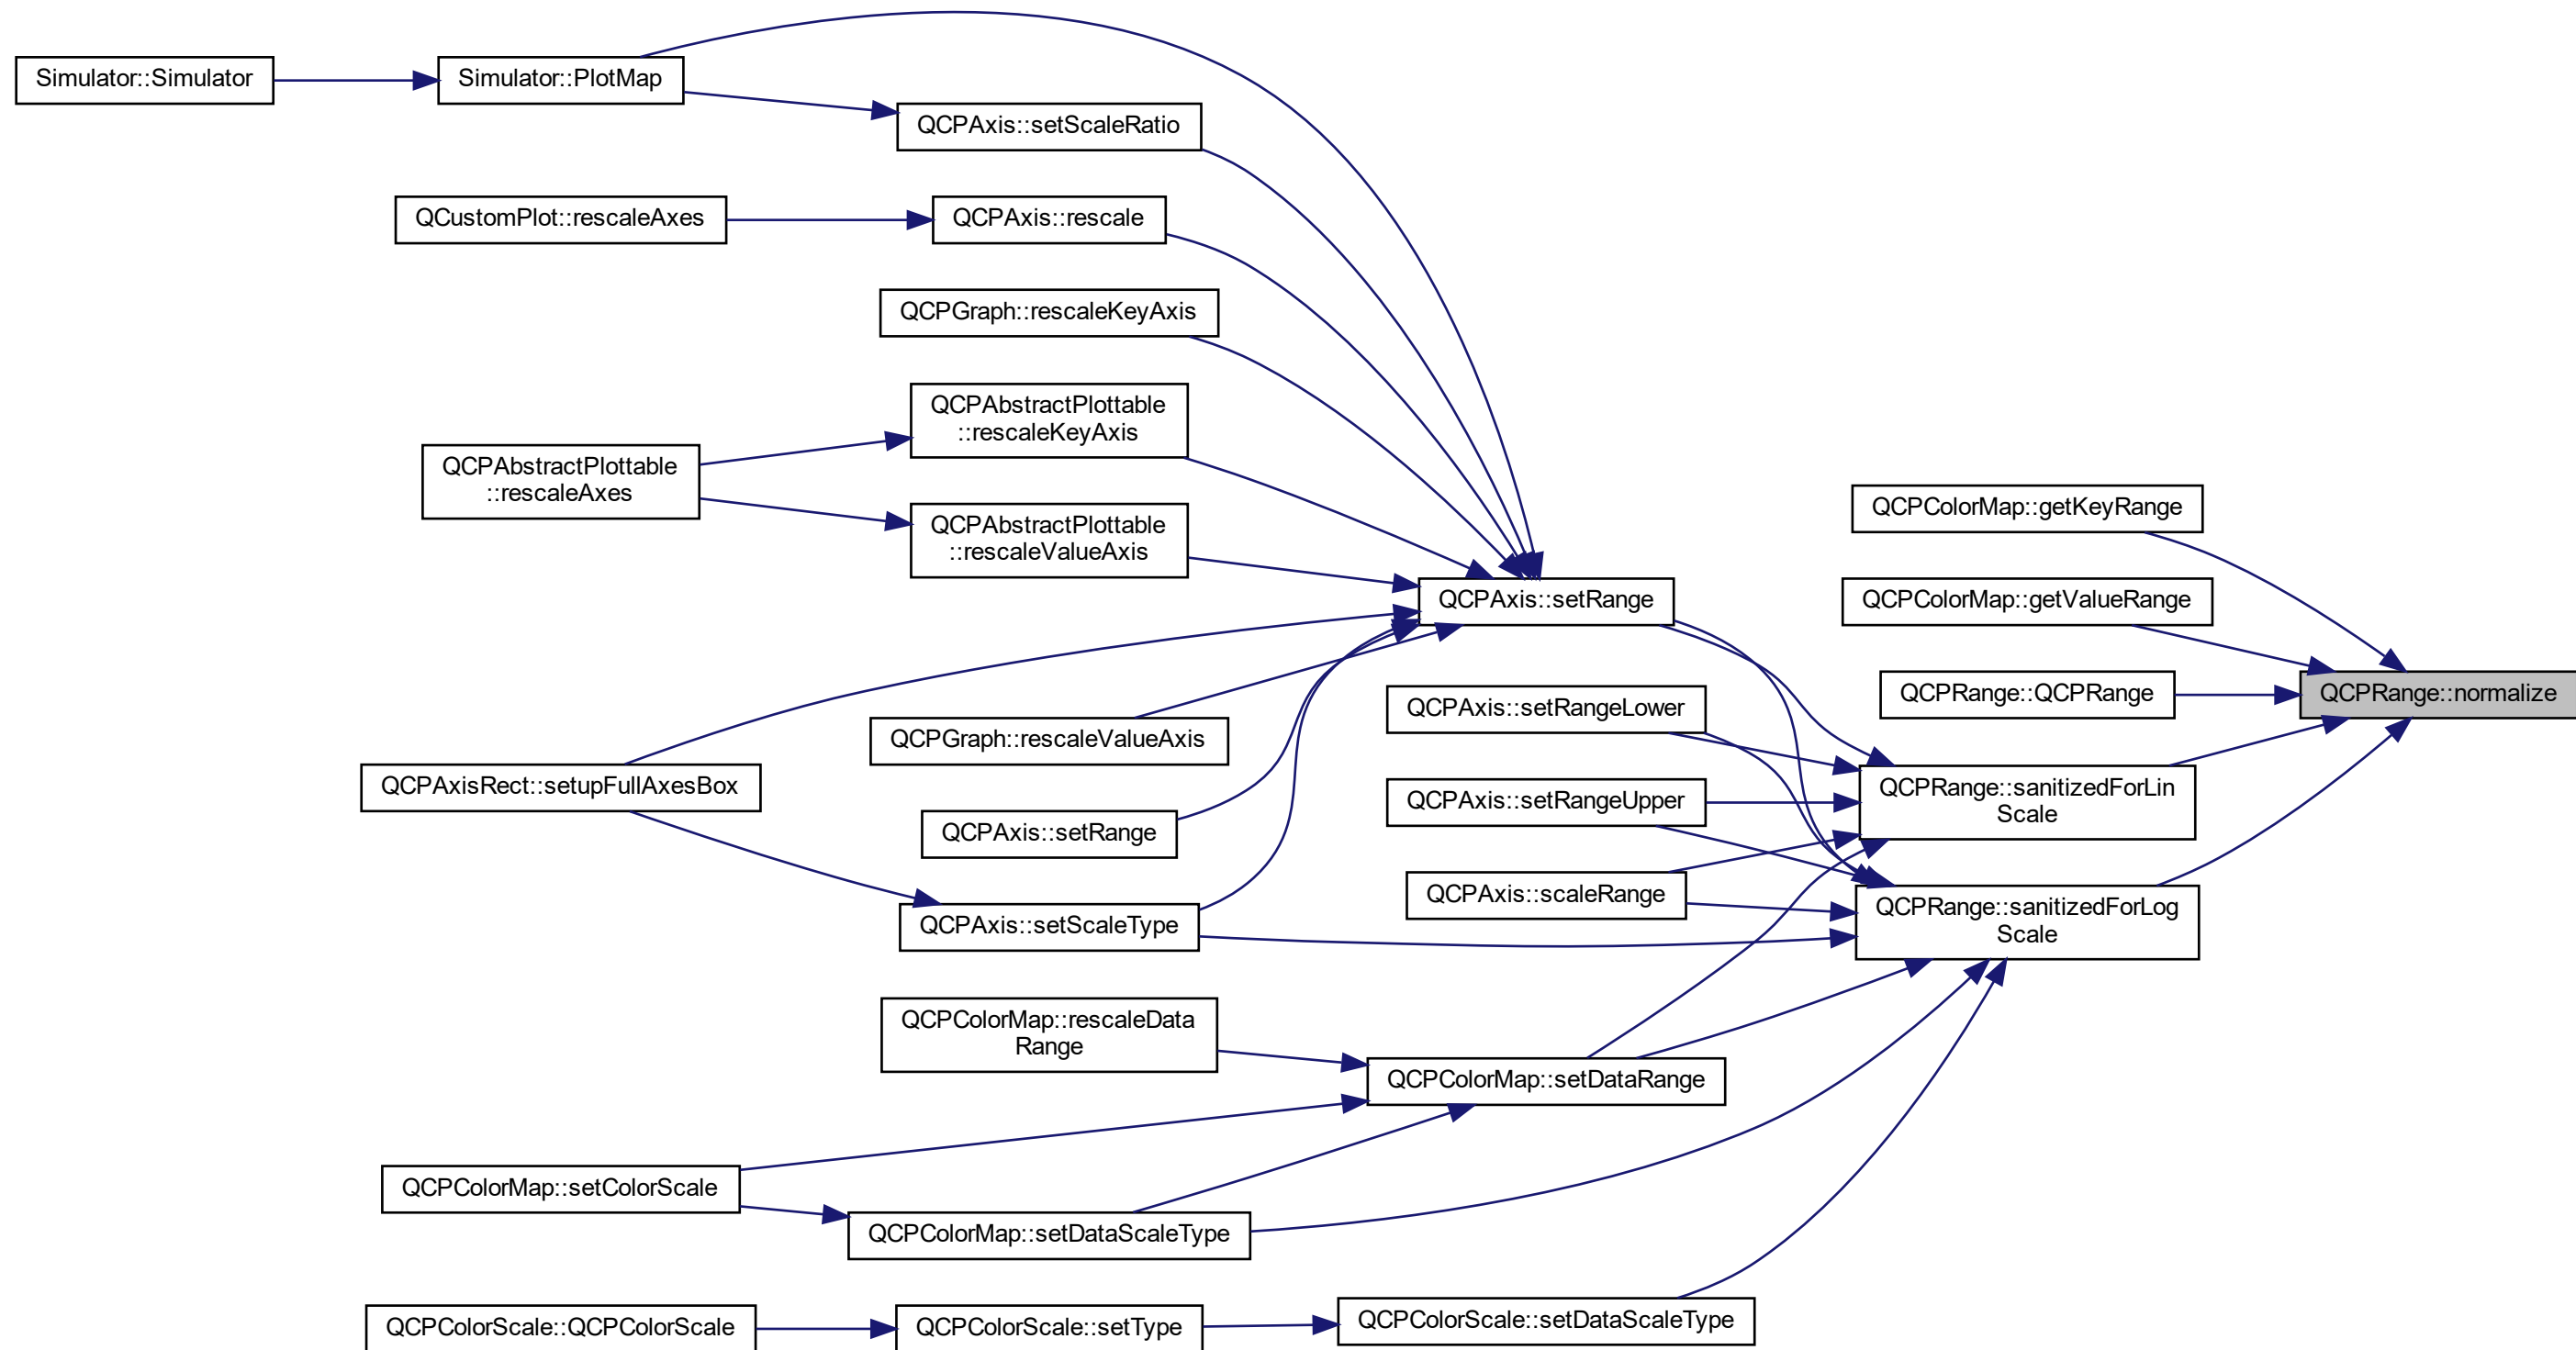 Simulator::Simulator
Simulator::PlotMap
QCPAxis::setScaleRatio
QCustomPlot::rescaleAxes
QCPAxis::rescale
QCPGraph::rescaleKeyAxis
QCPAbstractPlottable
::rescaleKeyAxis
QCPAbstractPlottable
::rescaleAxes
QCPAbstractPlottable
::rescaleValueAxis
QCPColorMap::getKeyRange
QCPAxis::setRange
QCPColorMap::getValueRange
QCPRange::QCPRange
QCPRange::normalize
QCPAxis::setRangeLower
QCPGraph::rescaleValueAxis
QCPAxisRect::setupFullAxesBox
QCPRange::sanitizedForLin
Scale
QCPAxis::setRangeUpper
QCPAxis::setRange
QCPAxis::scaleRange
QCPRange::sanitizedForLog
Scale
QCPAxis::setScaleType
QCPColorMap::rescaleData
Range
QCPColorMap::setDataRange
QCPColorMap::setColorScale
QCPColorMap::setDataScaleType
QCPColorScale::QCPColorScale
QCPColorScale::setType
QCPColorScale::setDataScaleType